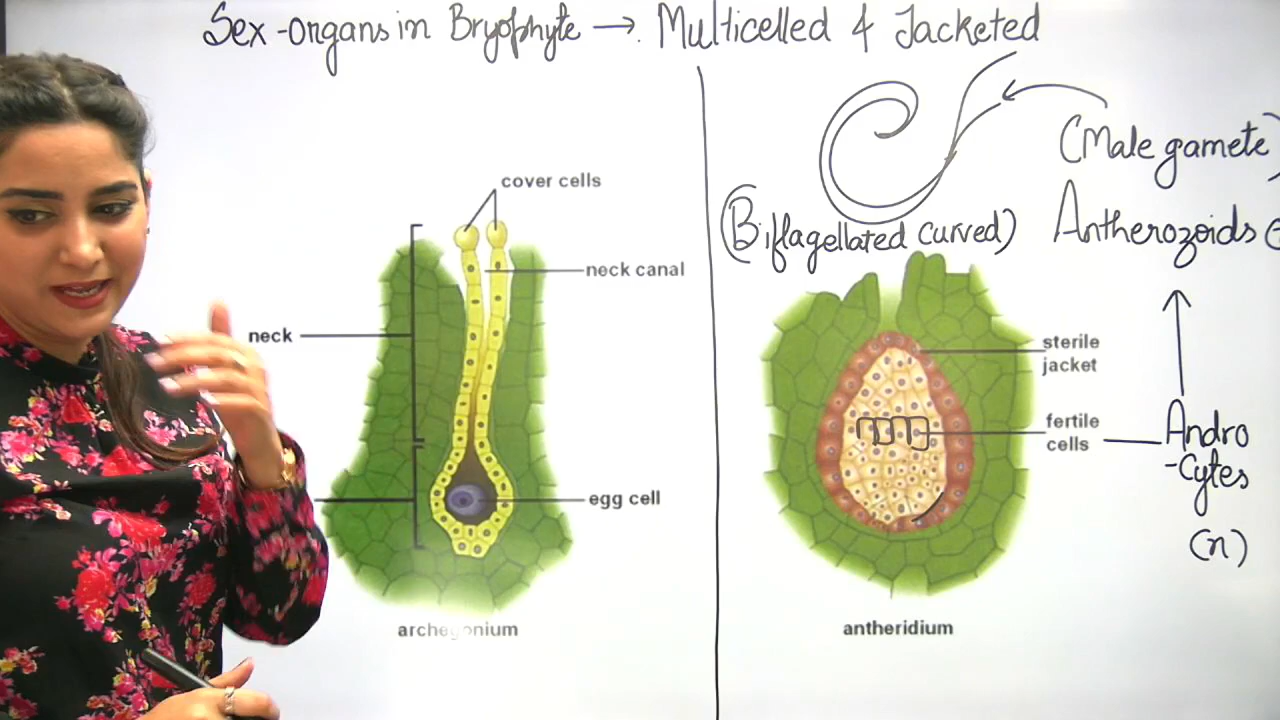 Sex-organs in Bryophyte → Multicelled & Jacketed
cover cells
neck canal
neck
egg cell
archegonium
(Male gamete)
(Biflagellated curved)
Antherozoids
sterile
jacket
fertile
cells
Andro
-Cytes
(n)
antheridium